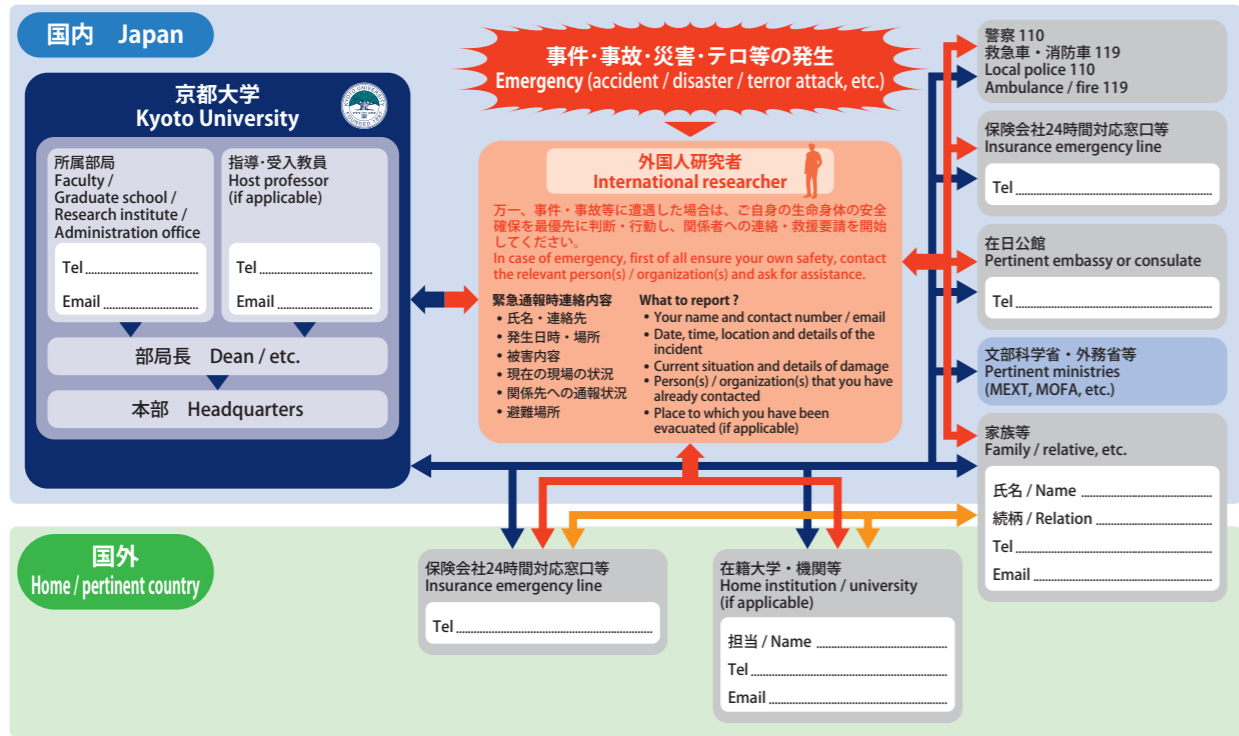 国内 Japan
事件・事故・災害・テロ等の発生
Emergency (accident / disaster / terror attack, etc.)
京都大学
Kyoto University
KYOTO UNIVERSITY
FOUNDED 1897
所属部局
Faculty /
Graduate school /
Research institute /
Administration office
Tel
Email
指導・受入教員
Host professor
(if applicable)
Tel
Email
部局長 Dean / etc.
本部 Headquarters
外国人研究者
International researcher
万一、事件・事故等に遭遇した場合は、ご自身の生命身体の安全
確保を最優先に判断・行動し、関係者への連絡・救援要請を開始
してください。
In case of emergency, first of all ensure your own safety, contact
the relevant person(s) / organization(s) and ask for assistance.
緊急通報時連絡内容
• 氏名・連絡先
• 発生日時・場所
• 被害内容
• 現在の現場の状況
• 関係先への通報状況
• 避難場所
What to report ?
• Your name and contact number / email
• Date, time, location and details of the
incident
• Current situation and details of damage
• Person(s) / organization(s) that you have
already contacted
• Place to which you have been
evacuated (if applicable)
警察 110
救急車・消防車 119
Local police 110
Ambulance / fire 119
保険会社24時間対応窓口等
Insurance emergency line
Tel
在日公館
Pertinent embassy or consulate
Tel
文部科学省・外務省等
Pertinent ministries
(MEXT, MOFA, etc.)
家族等
Family / relative, etc.
氏名 / Name
続柄 / Relation
Tel
Email
国外
Home / pertinent country
保険会社24時間対応窓口等
Insurance emergency line
Tel
在籍大学・機関等
Home institution / university
(if applicable)
担当 / Name
Tel
Email